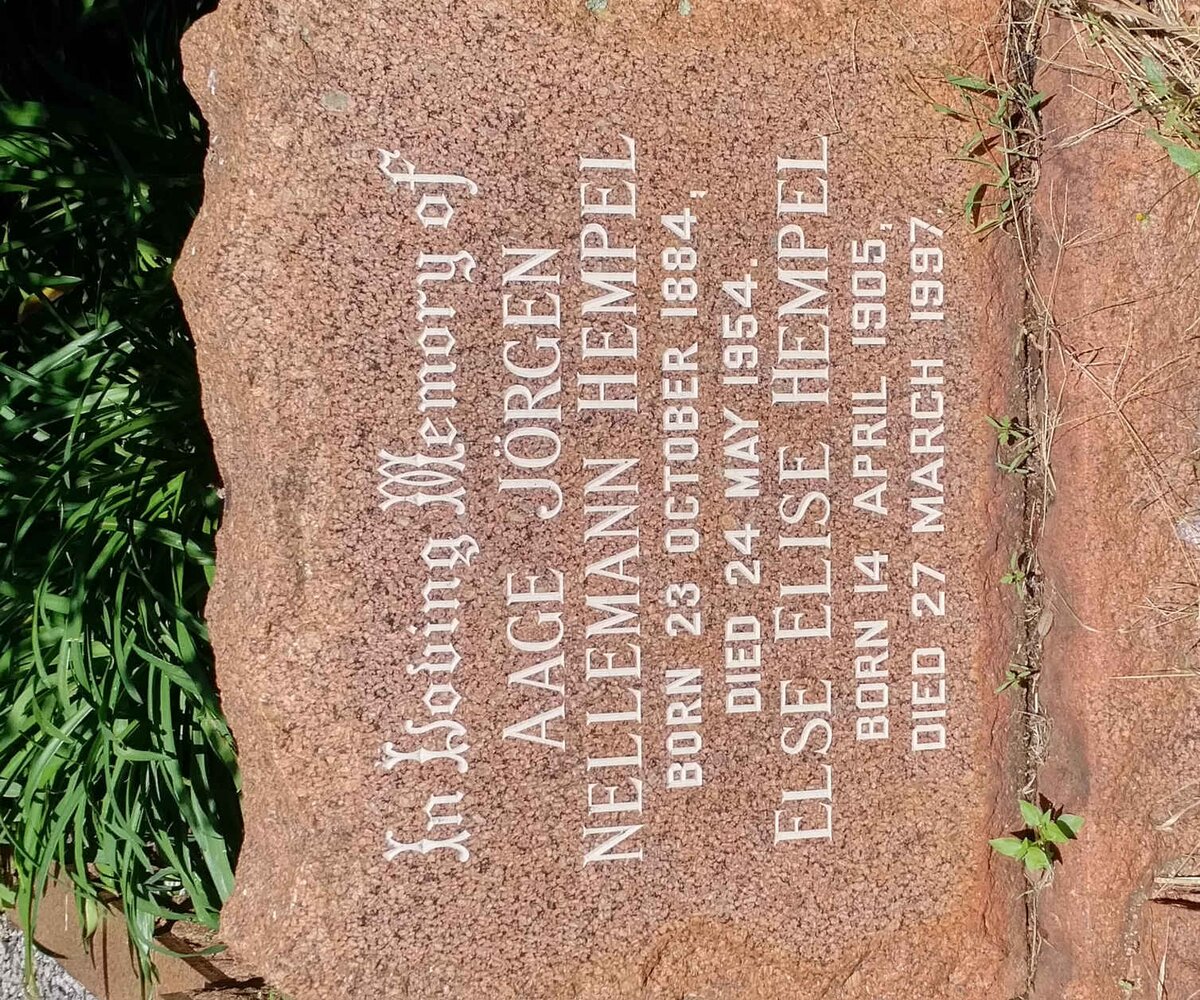 In Loving Memory of
AAGE JÖRGEN
NELLEMANN HEMPEL
BORN 23 OCTOBER 1884,
DIED 24 MAY 1954.
ELSE ELISE HEMPEL
BORN 14 APRIL 1905,
DIED 27 MARCH 1997